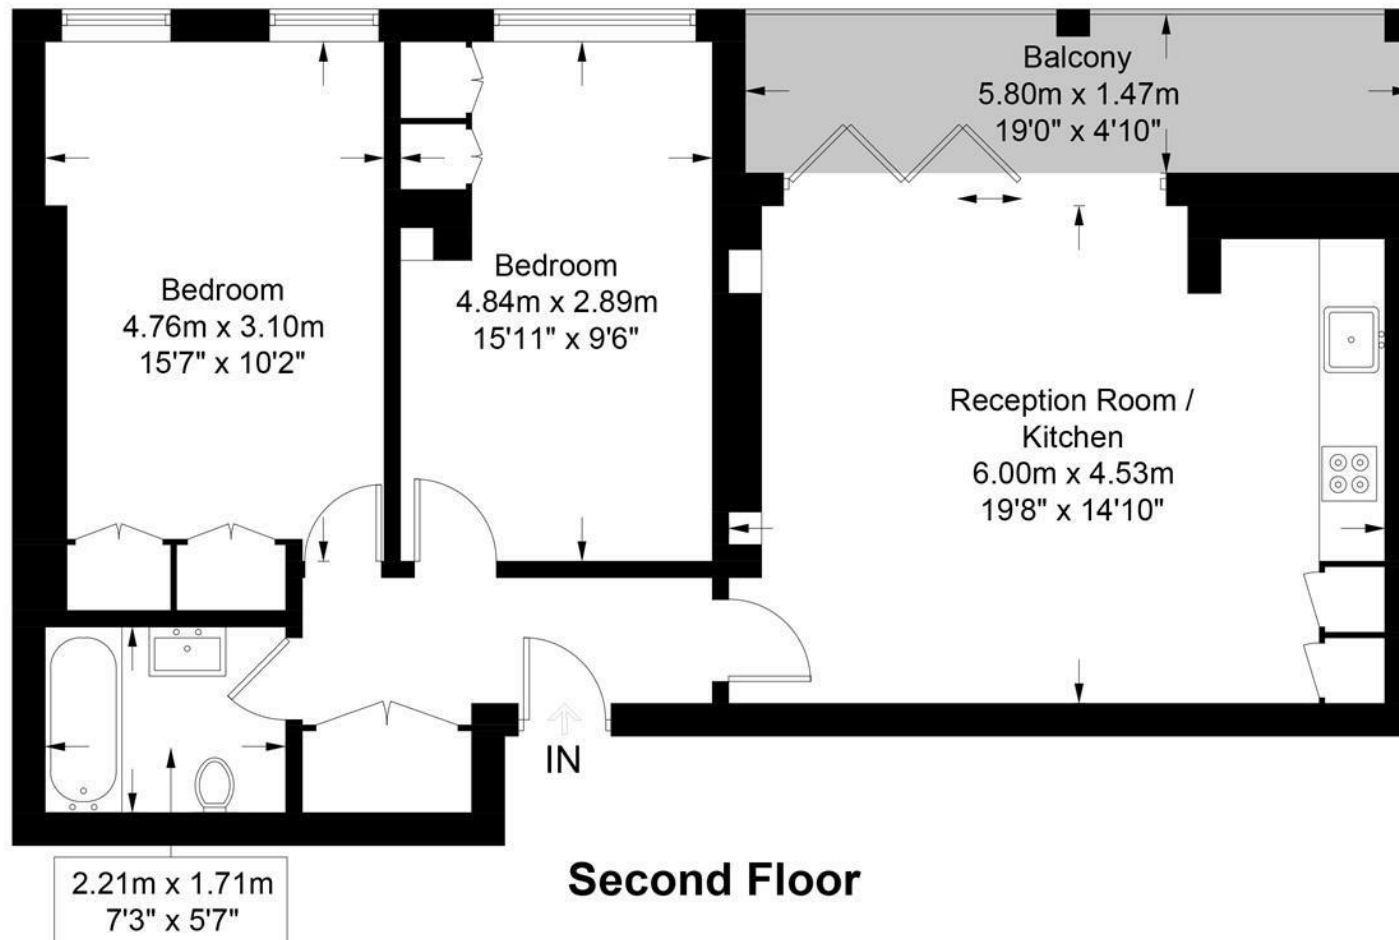 Balcony
5.80m x 1.47m
19'0" x 4'10"
Bedroom
4.76m x 3.10m
15'7" x 10'2"
Bedroom
4.84m x 2.89m
15'11" x 9'6"
Reception Room /
Kitchen
6.00m x 4.53m
19'8" x 14'10"
IN
2.21m x 1.71m
7'3" x 5'7"
Second Floor